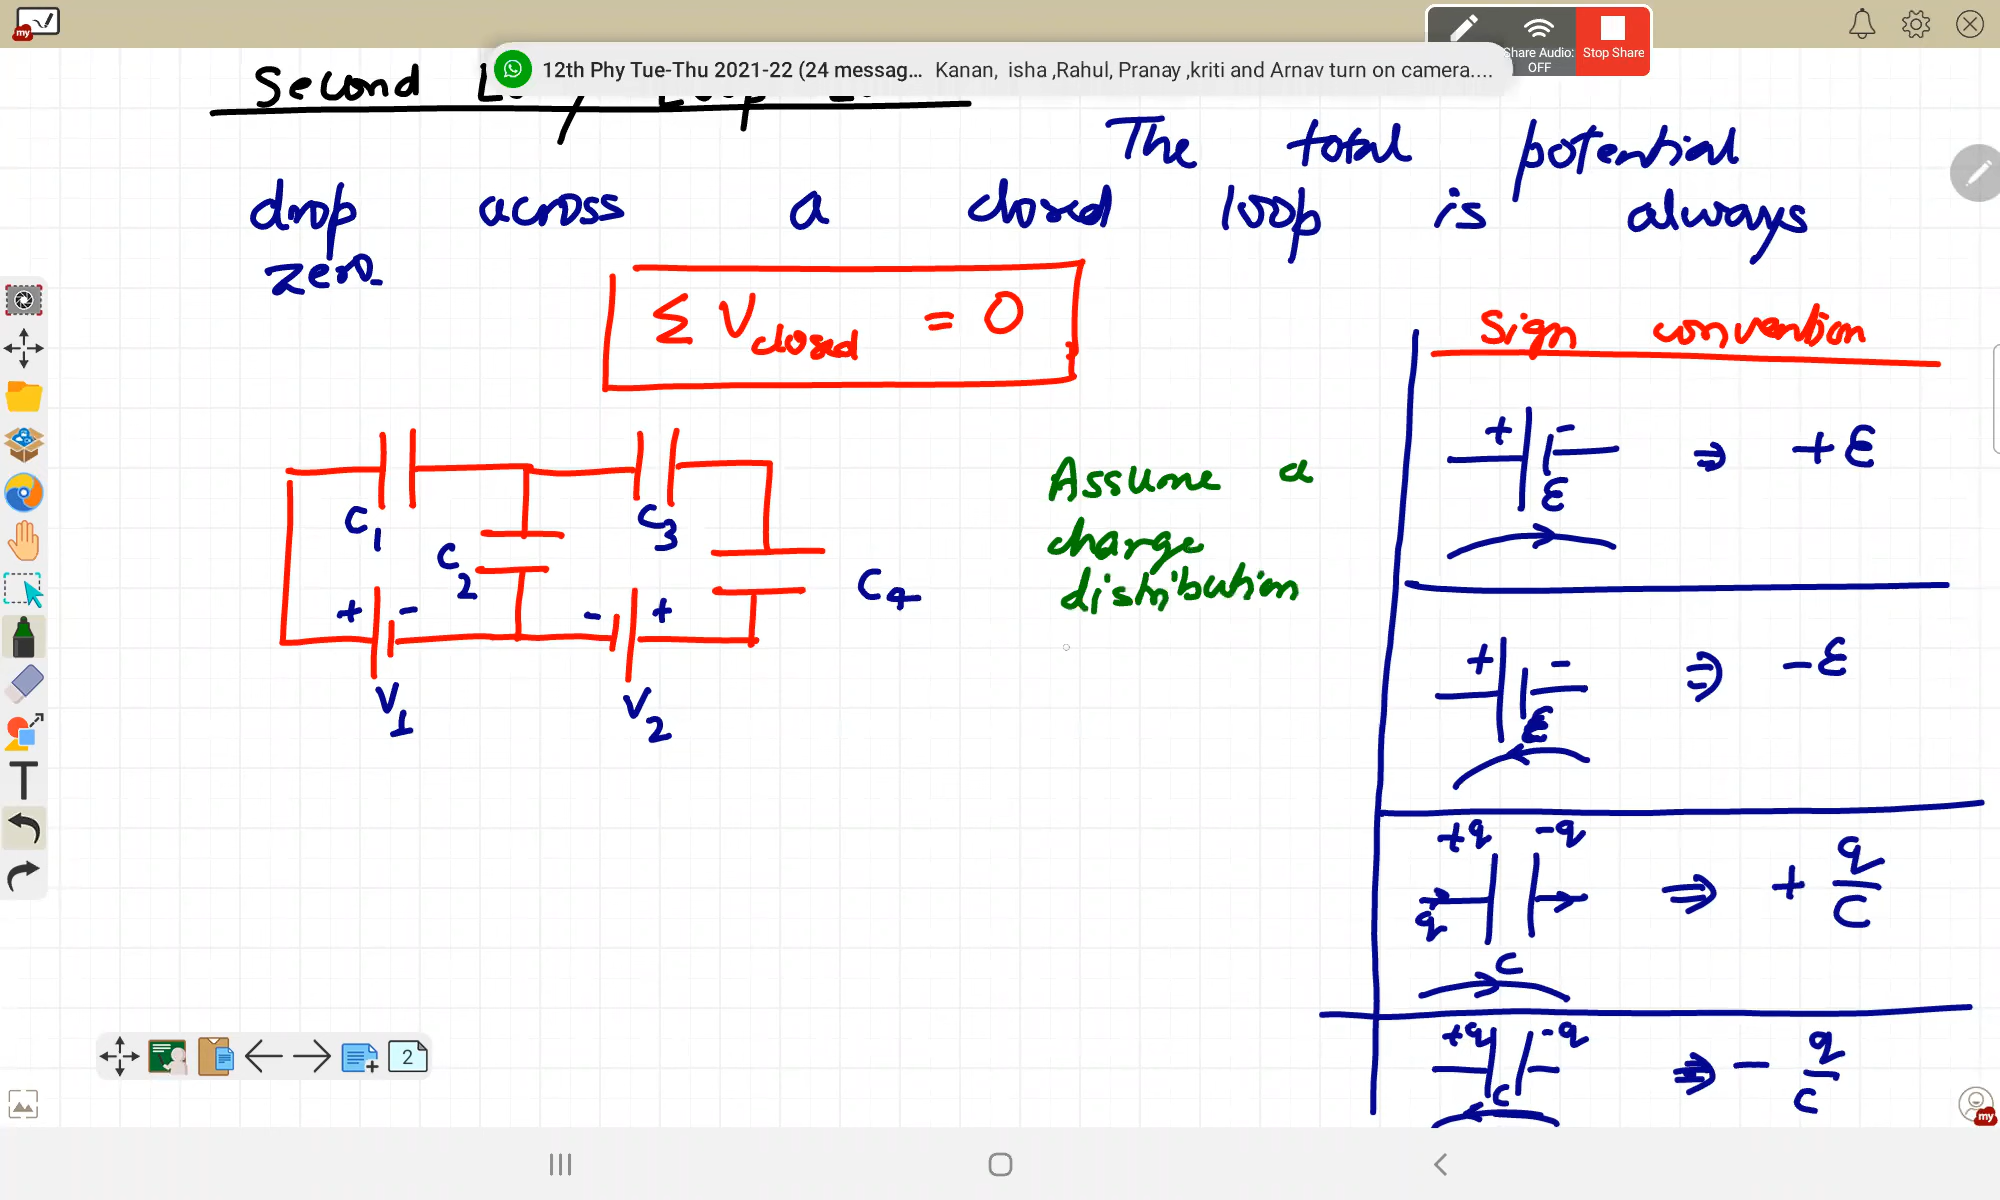 my
Share Audio:
OFF
Stop Share
12th Phy Tue-Thu 2021-22 (24 messag... Kanan, isha ,Rahul, Pranay ,kriti and Arnav turn on camera....
Second
The total potential
drop across a closed loop is always
zero.
Σ V closed = 0
Sign convention
+ - ε ⇒ +ε
+ - ε ⇒ -ε
+q -q
q C ⇒ + q/C
+q -q
C ⇒ - q/C
C1 C2 C3 C4
+ - - +
V1 V2
Assume a
charge
distribution
T
2
my